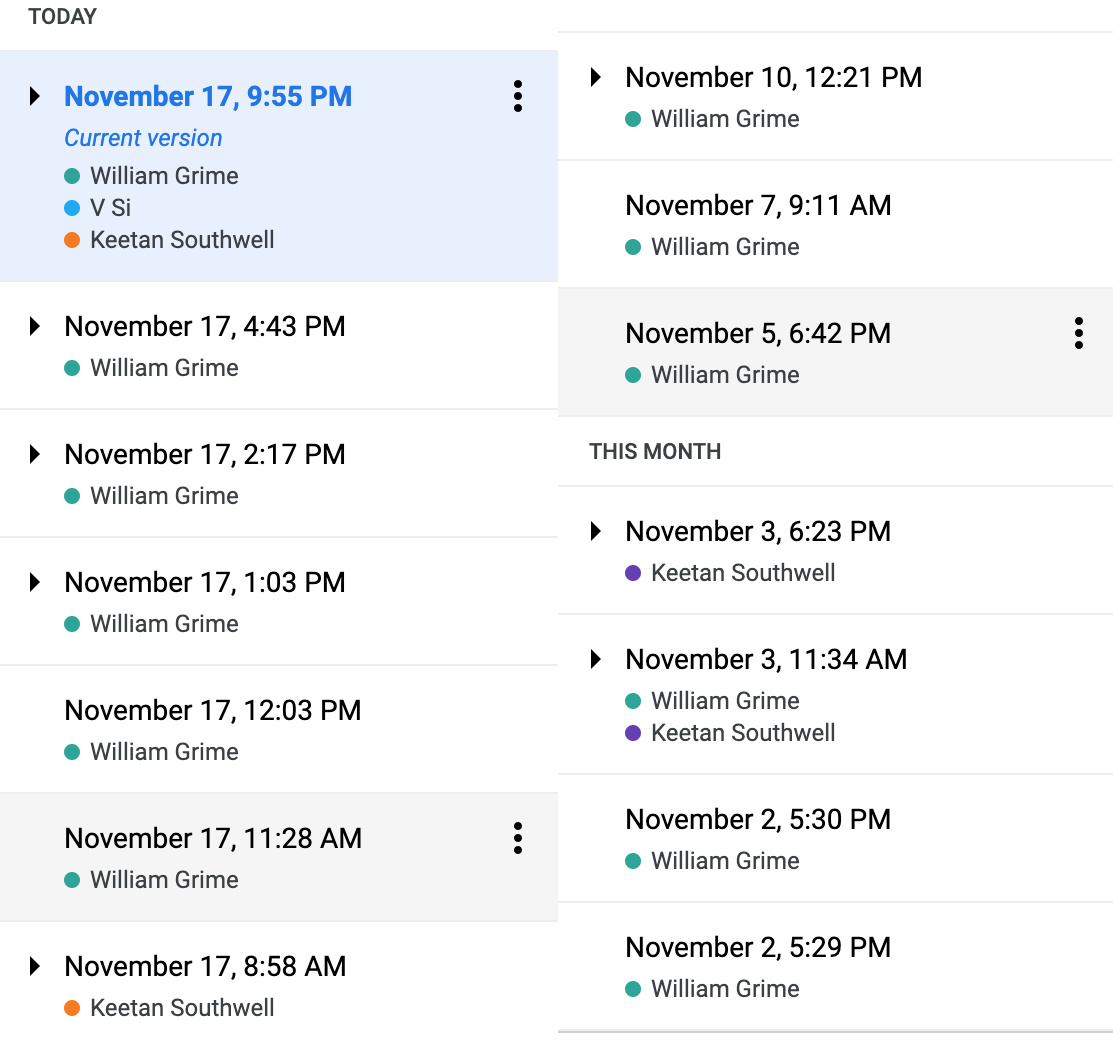 TODAY
November 17, 9:55 PM
Current version
William Grime
V Si
Keetan Southwell
November 17, 4:43 PM
William Grime
November 17, 2:17 PM
William Grime
November 17, 1:03 PM
William Grime
November 17, 12:03 PM
William Grime
November 17, 11:28 AM
William Grime
November 17, 8:58 AM
Keetan Southwell
November 10, 12:21 PM
William Grime
November 7, 9:11 AM
William Grime
November 5, 6:42 PM
William Grime
THIS MONTH
November 3, 6:23 PM
Keetan Southwell
November 3, 11:34 AM
William Grime
Keetan Southwell
November 2, 5:30 PM
William Grime
November 2, 5:29 PM
William Grime